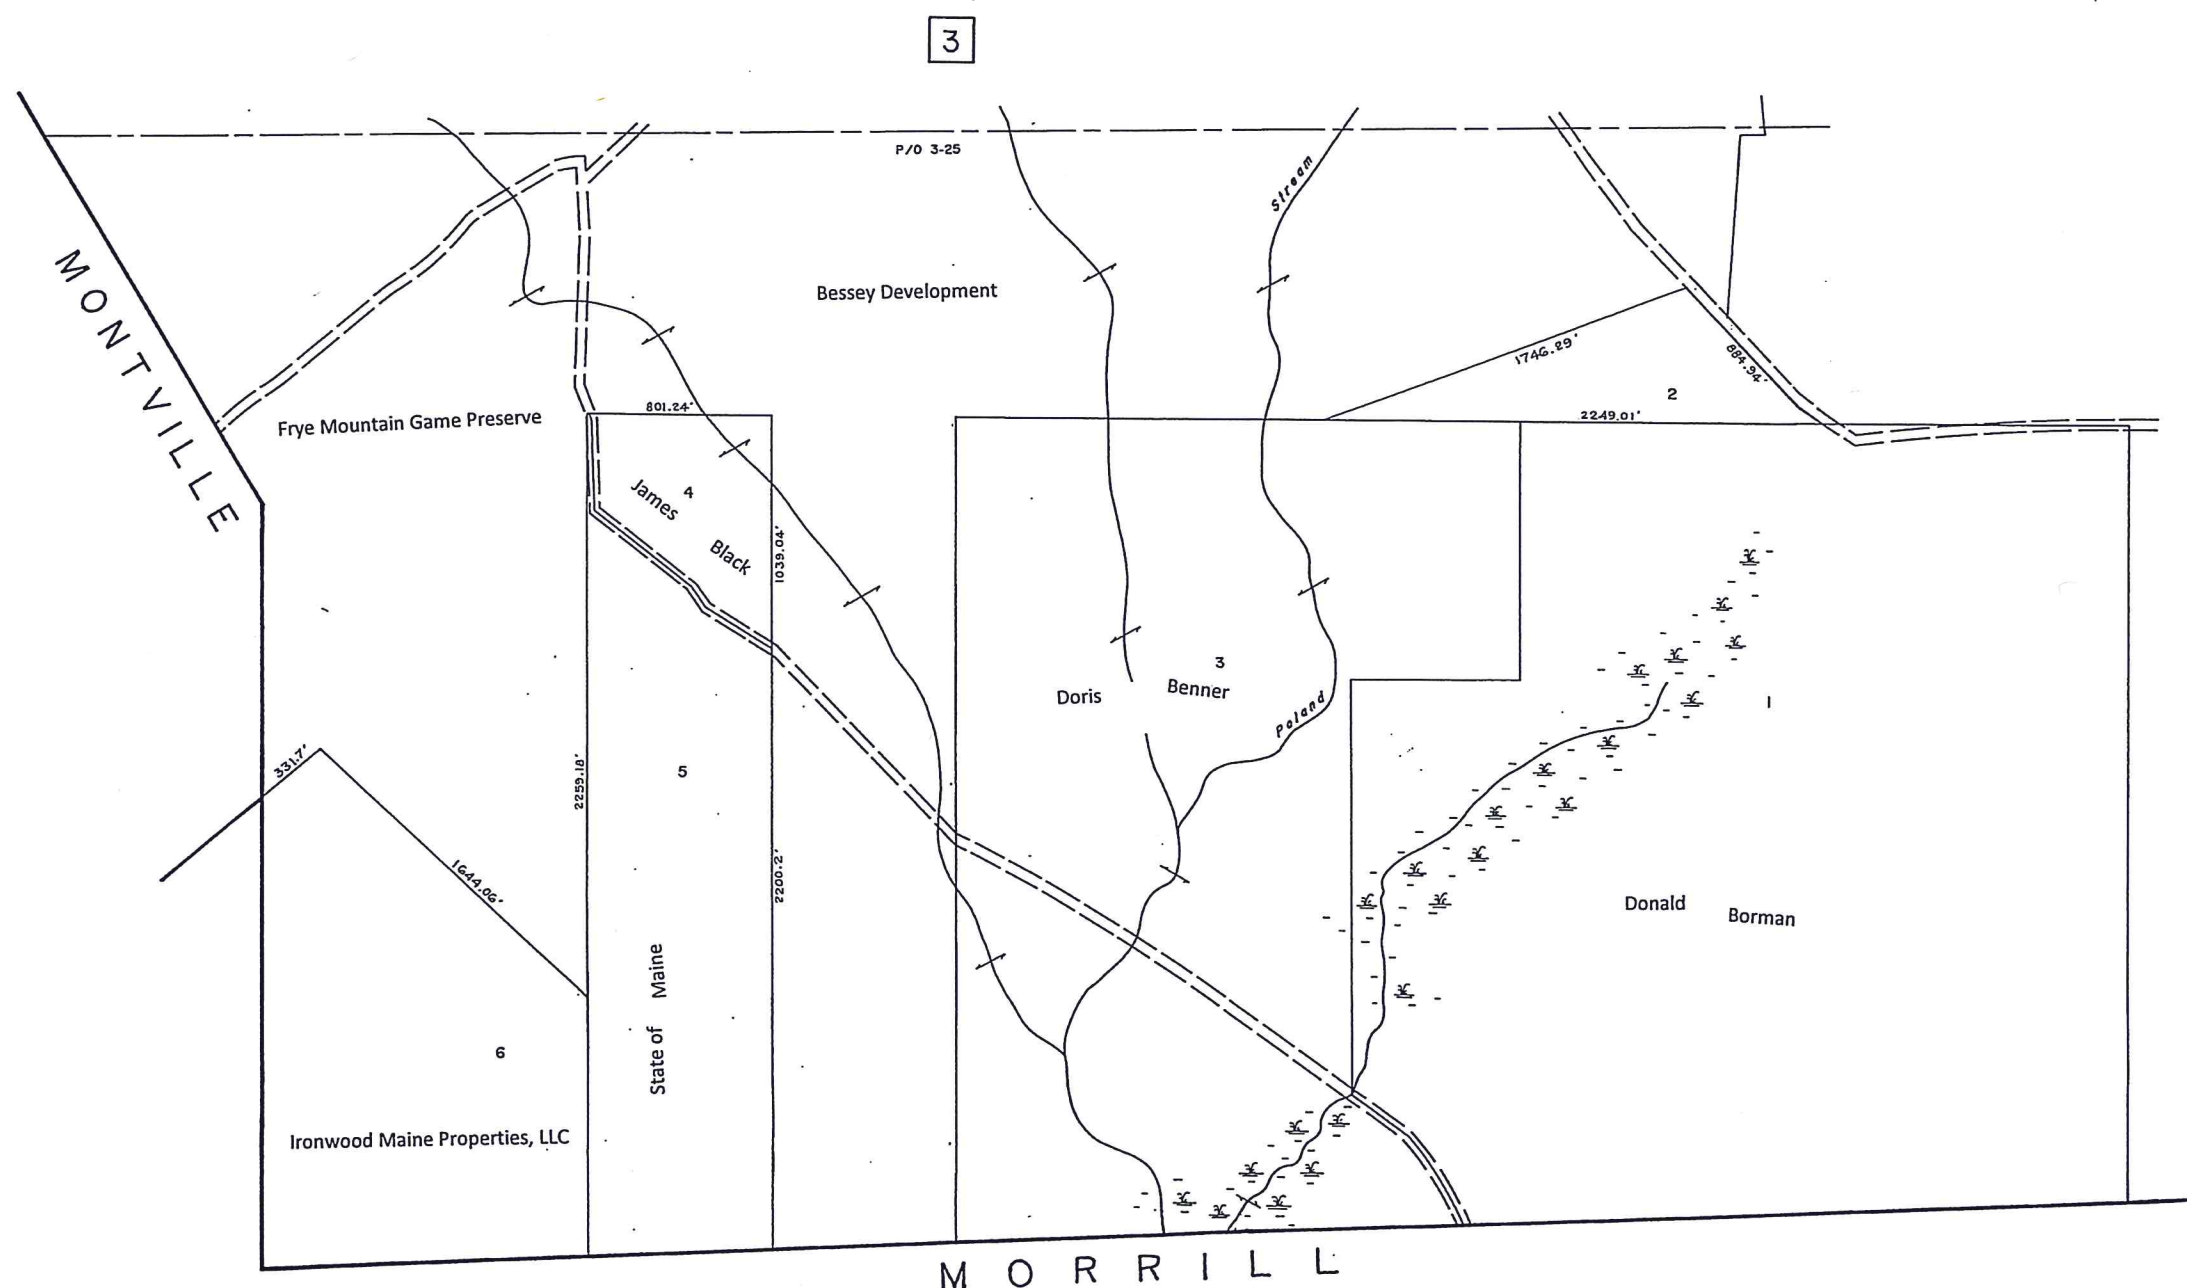 3
P/O 3-25
Stream
MONTVILLE
Bessey Development
1746.29'
884.94'
2
801.24'
2249.01'
Frye Mountain Game Preserve
4
James
Black
1039.04'
3
Doris Benner
Poland
1
331.7'
2259.18'
5
1644.06'
2200.2'
Donald Borman
State of Maine
6
Ironwood Maine Properties, LLC
MORRILL